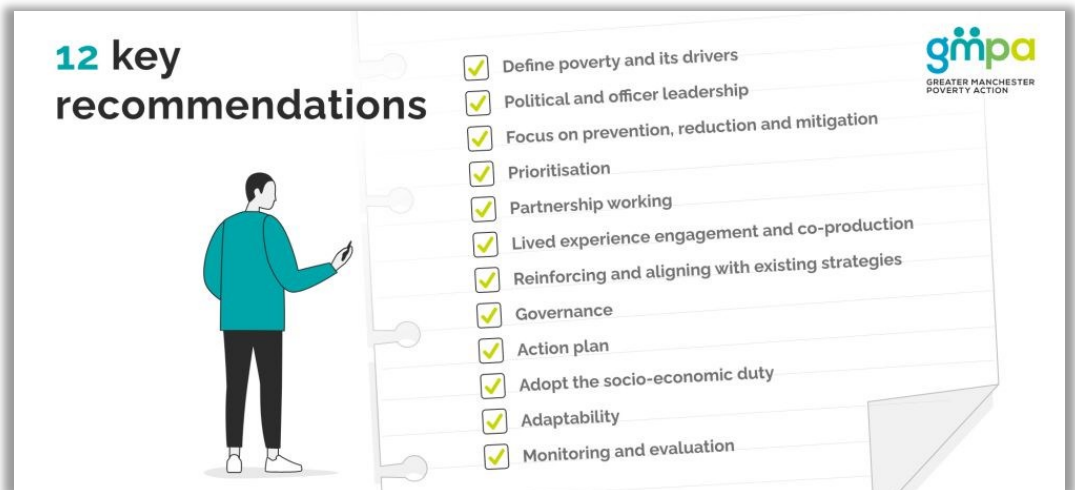 12 key
recommendations
Define poverty and its drivers
Political and officer leadership
Focus on prevention, reduction and mitigation
Prioritisation
Partnership working
Lived experience engagement and co-production
Reinforcing and aligning with existing strategies
Governance
Action plan
Adopt the socio-economic duty
Adaptability
Monitoring and evaluation
gmpa
GREATER MANCHESTER
POVERTY ACTION